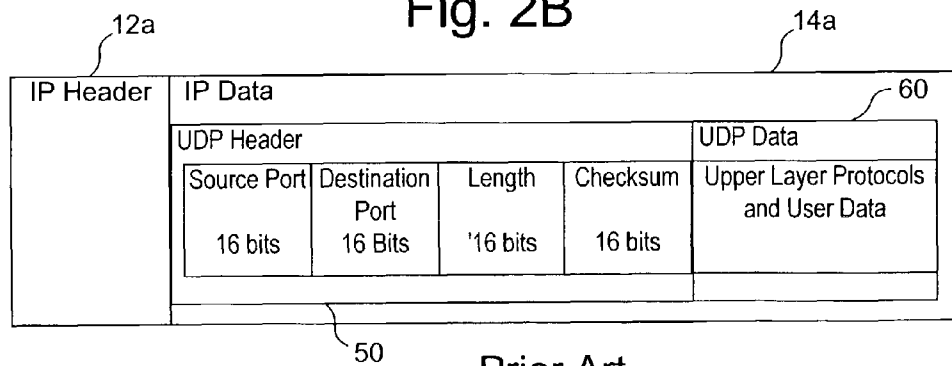 Fig. 2B
12a
14a
IP Header
IP Data
60
UDP Header
UDP Data
Source Port
16 bits
Destination
Port
16 Bits
Length
'16 bits
Checksum
16 bits
Upper Layer Protocols
and User Data
50
Prior Art